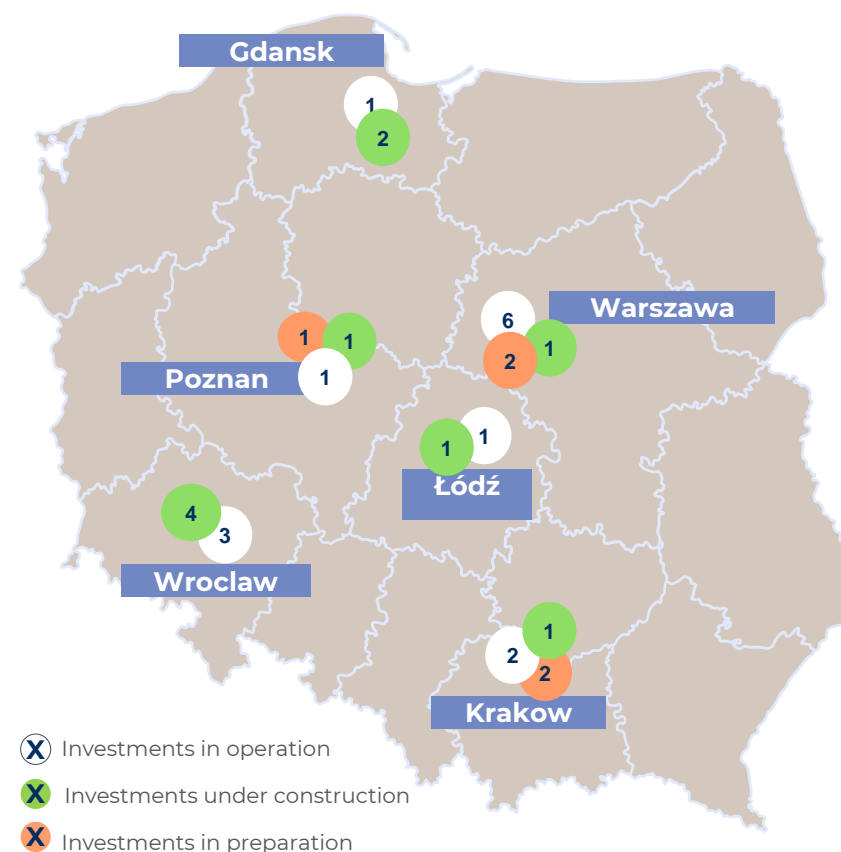 Gdansk
1
2
Warszawa
6
1
2
1
1
Poznan
1
1
1
Łódź
4
3
Wroclaw
1
2
2
Krakow
X Investments in operation
X Investments under construction
X Investments in preparation